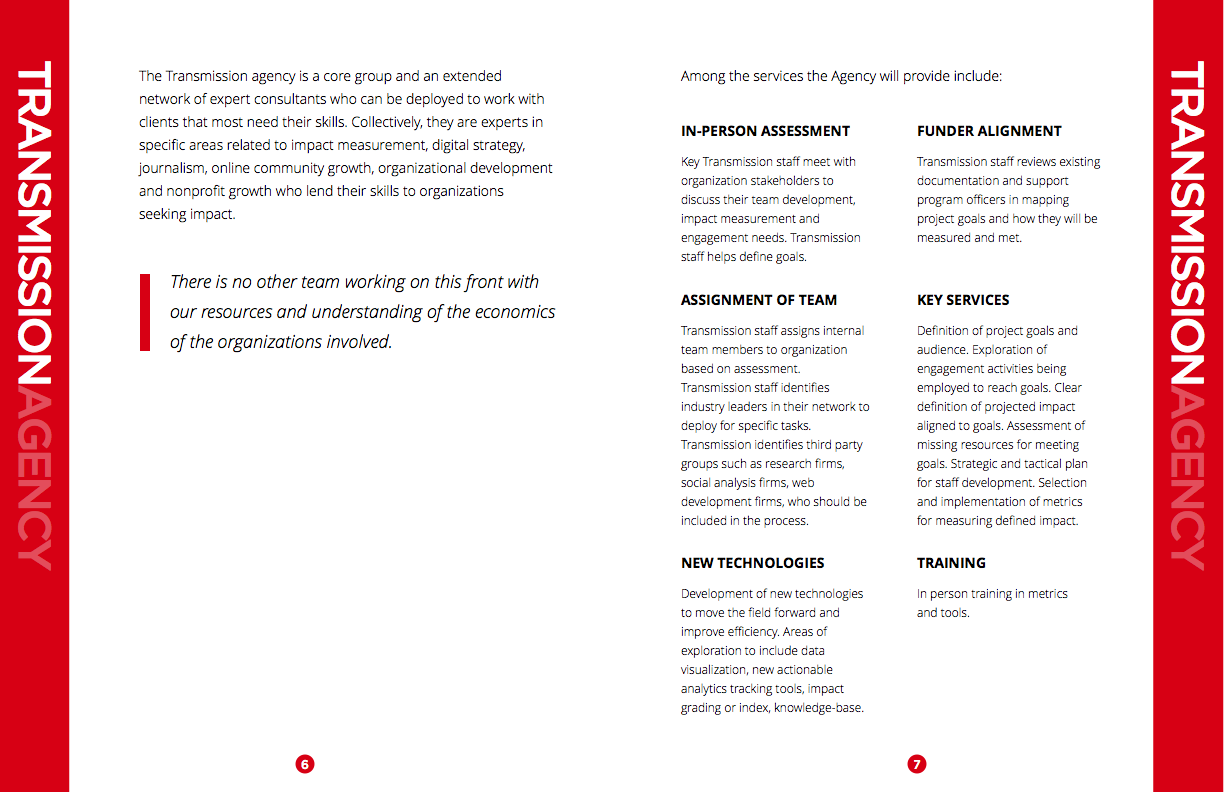 TRANSMISSIONAGENCY
The Transmission agency is a core group and an extended
network of expert consultants who can be deployed to work with
clients that most need their skills. Collectively, they are experts in
specific areas related to impact measurement, digital strategy,
journalism, online community growth, organizational development
and nonprofit growth who lend their skills to organizations
seeking impact.
There is no other team working on this front with
our resources and understanding of the economics
of the organizations involved.
6
Among the services the Agency will provide include:
IN-PERSON ASSESSMENT
Key Transmission staff meet with
organization stakeholders to
discuss their team development,
impact measurement and
engagement needs. Transmission
staff helps define goals.
FUNDER ALIGNMENT
Transmission staff reviews existing
documentation and support
program officers in mapping
project goals and how they will be
measured and met.
ASSIGNMENT OF TEAM
Transmission staff assigns internal
team members to organization
based on assessment.
Transmission staff identifies
industry leaders in their network to
deploy for specific tasks.
Transmission identifies third party
groups such as research firms,
social analysis firms, web
development firms, who should be
included in the process.
KEY SERVICES
Definition of project goals and
audience. Exploration of
engagement activities being
employed to reach goals. Clear
definition of projected impact
aligned to goals. Assessment of
missing resources for meeting
goals. Strategic and tactical plan
for staff development. Selection
and implementation of metrics
for measuring defined impact.
NEW TECHNOLOGIES
Development of new technologies
to move the field forward and
improve efficiency. Areas of
exploration to include data
visualization, new actionable
analytics tracking tools, impact
grading or index, knowledge-base.
TRAINING
In person training in metrics
and tools.
7
TRANSMISSIONAGENCY